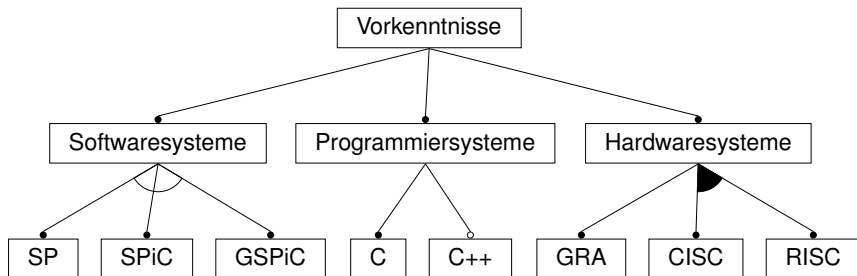 Vorkenntnisse
Softwaresysteme Programmiersysteme Hardwaresysteme
SP SPiC GSPiC C C++ GRA CISC RISC